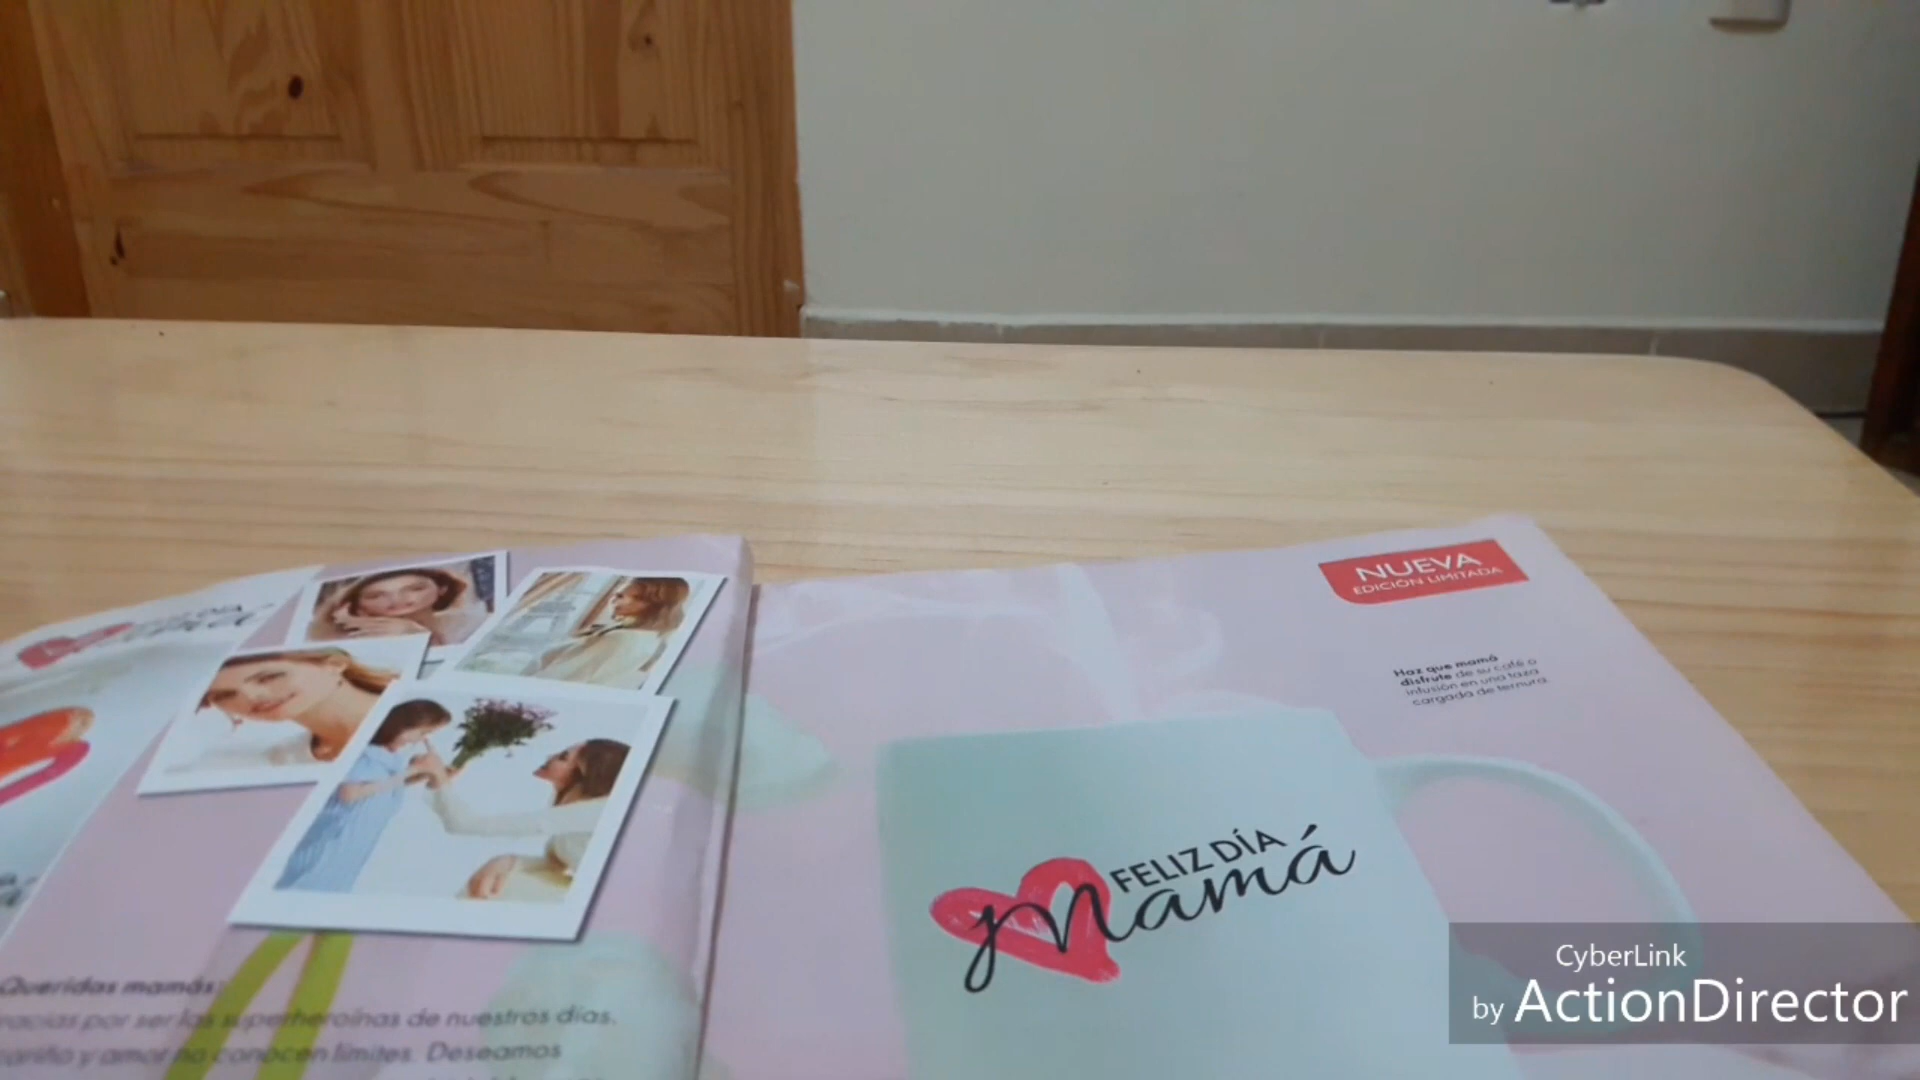 NUEVA
EDICIÓN LIMITADA
Haz que mamá
disfrute de su café o
infusión en una taza
cargada de ternura.
FELIZ DÍA
mamá
Queridas mamás:
por ser las superheroínas de nuestros días,
cariño y amor no conocen límites. Deseamos
CyberLink
by ActionDirector